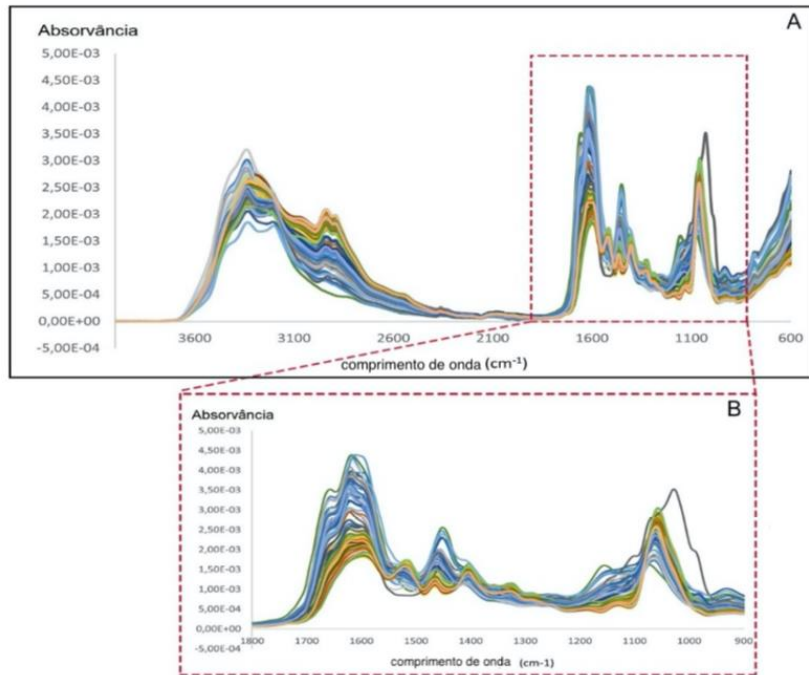 A
Absorvância
5,00E-03
4,50E-03
4,00E-03
3,50E-03
3,00E-03
2,50E-03
2,00E-03
1,50E-03
1,00E-03
5,00E-04
0,00E+00
-5,00E-04
3600 3100 2600 2100 1600 1100 600
comprimento de onda (cm⁻¹)
B
Absorvância
5,00E-03
4,50E-03
4,00E-03
3,50E-03
3,00E-03
2,50E-03
2,00E-03
1,50E-03
1,00E-03
5,00E-04
0,00E+00
-5,00E-04
1800 1700 1600 1500 1400 1300 1200 1100 1000 900
comprimento de onda (cm-1)